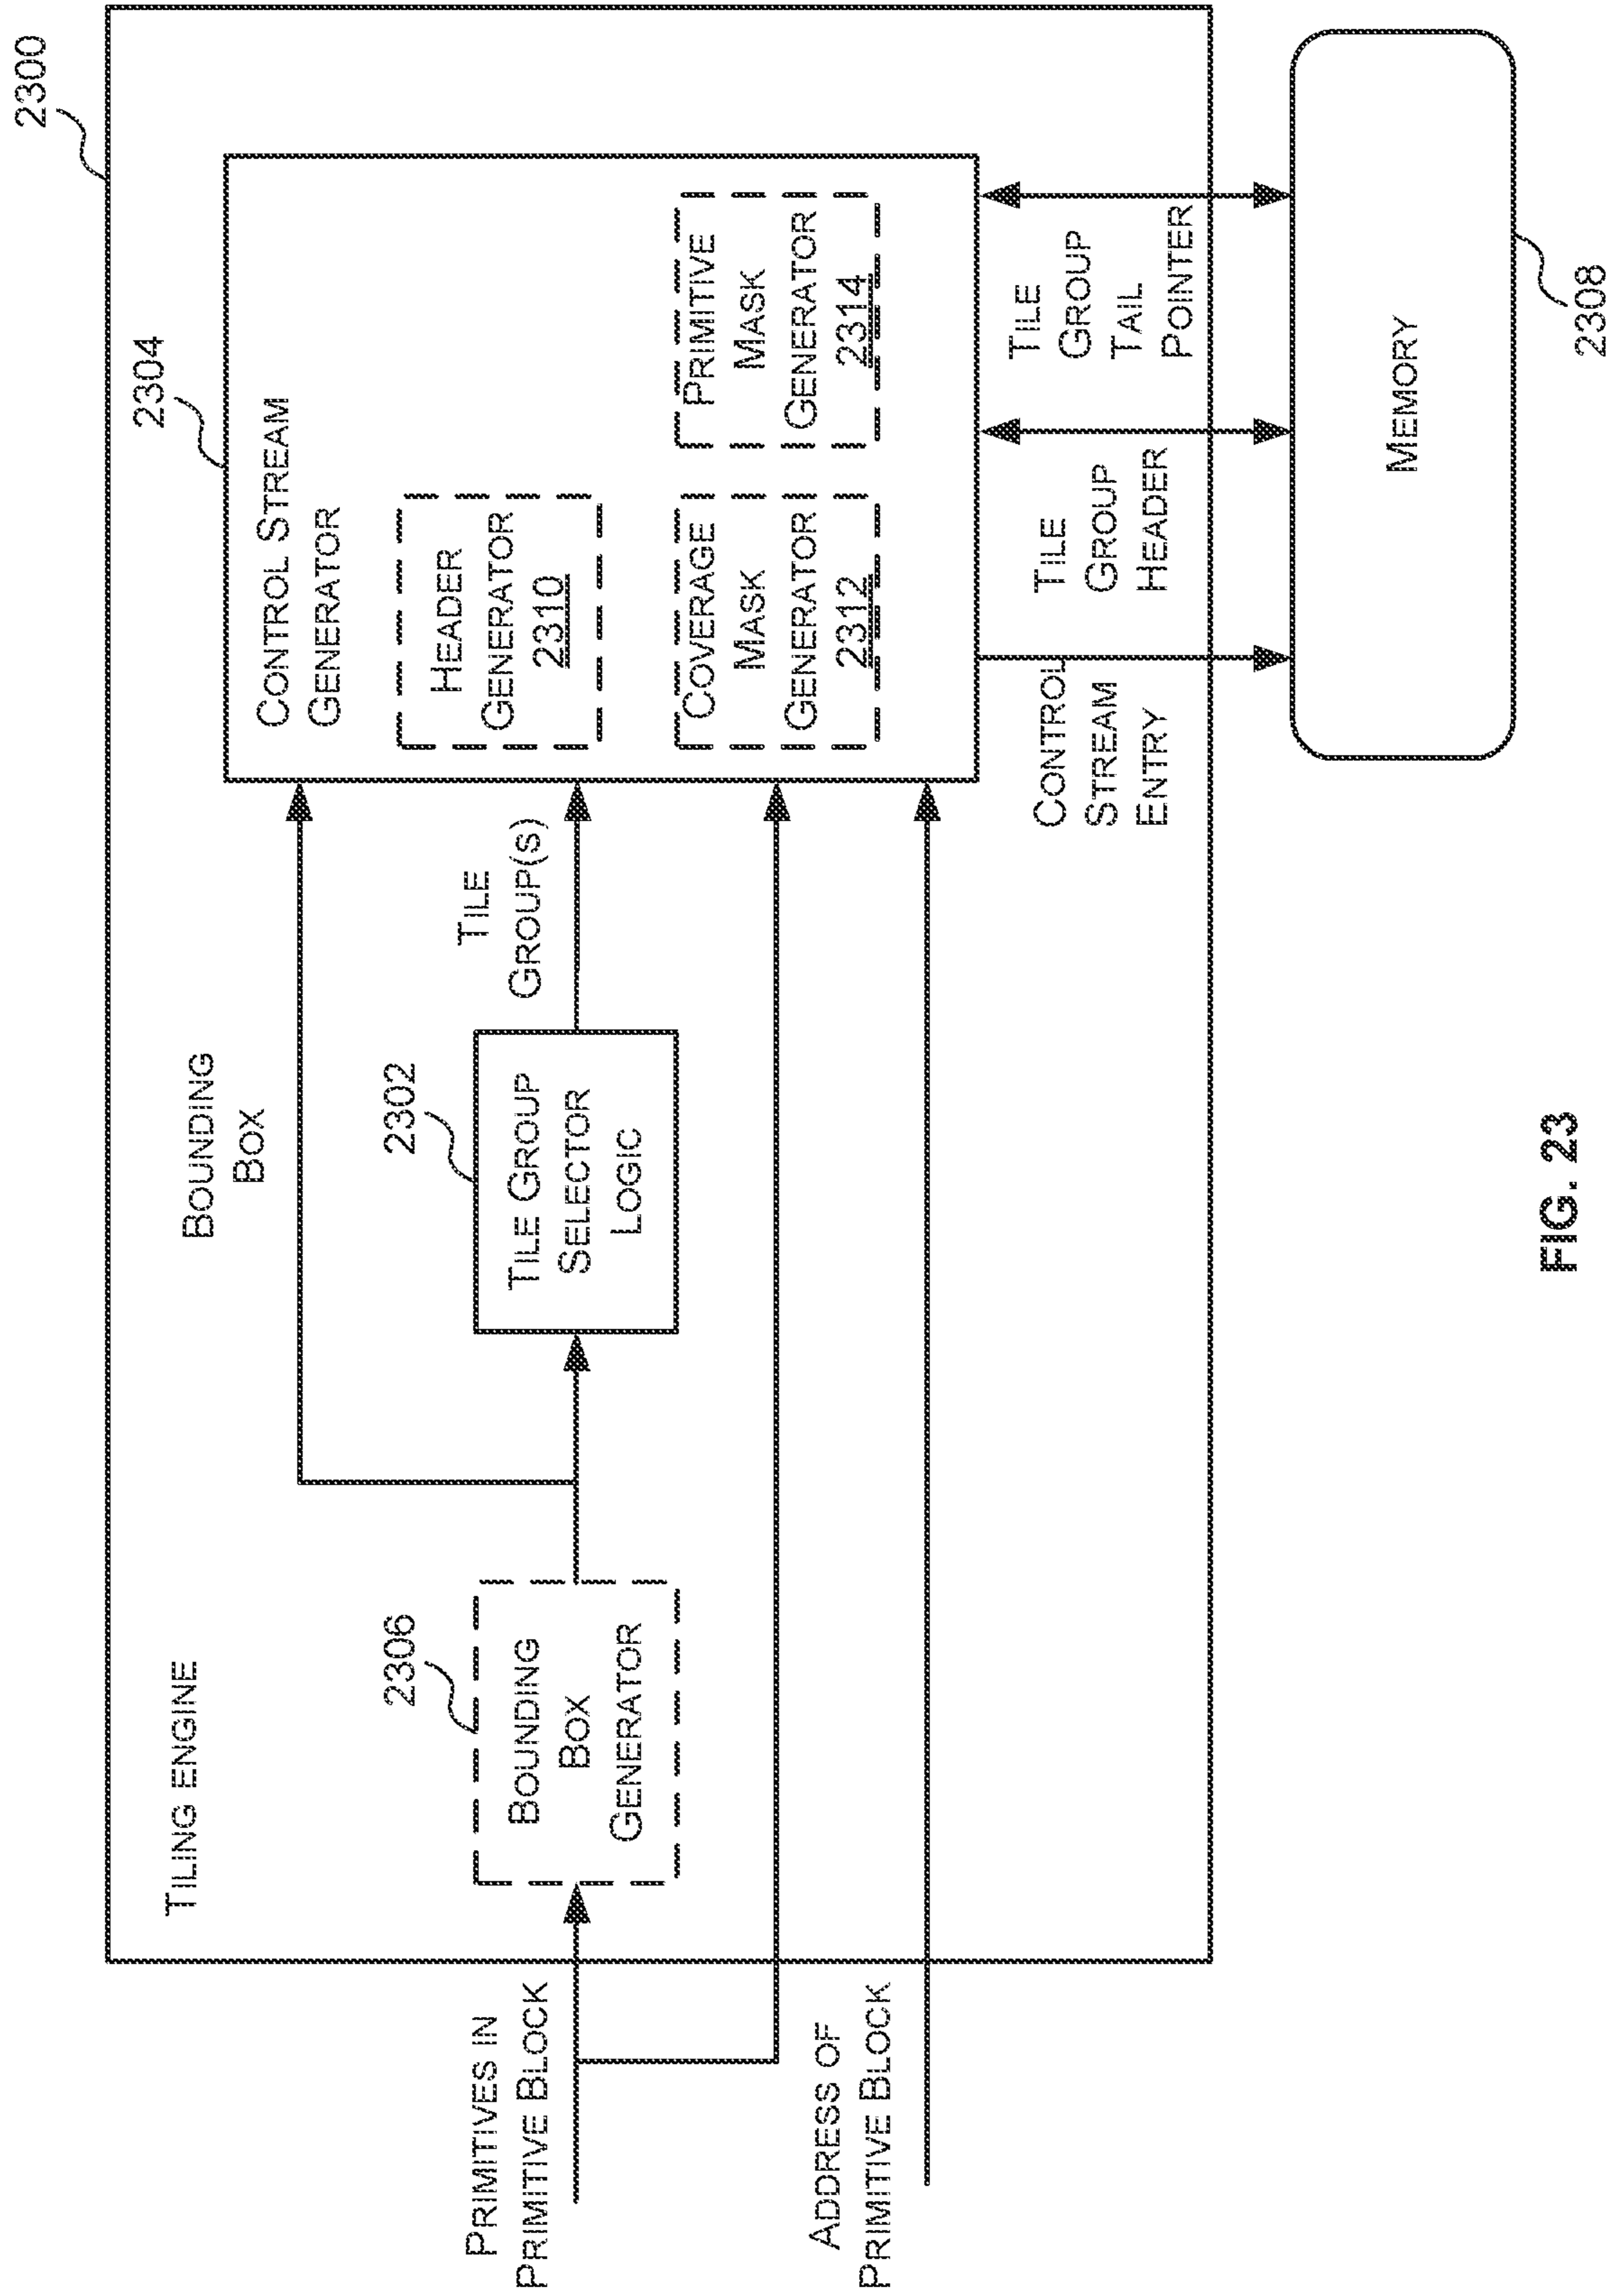 2300
TILING ENGINE
BOUNDING
BOX
2304
CONTROL STREAM
GENERATOR
2306
BOUNDING
BOX
GENERATOR
2302
TILE GROUP
SELECTOR
LOGIC
TILE
GROUP(S)
HEADER
GENERATOR
2310
COVERAGE
MASK
GENERATOR
2312
PRIMITIVE
MASK
GENERATOR
2314
PRIMITIVES IN
PRIMITIVE BLOCK
ADDRESS OF
PRIMITIVE BLOCK
CONTROL
STREAM
ENTRY
TILE
GROUP
HEADER
TILE
GROUP
TAIL
POINTER
MEMORY
2308
FIG. 23